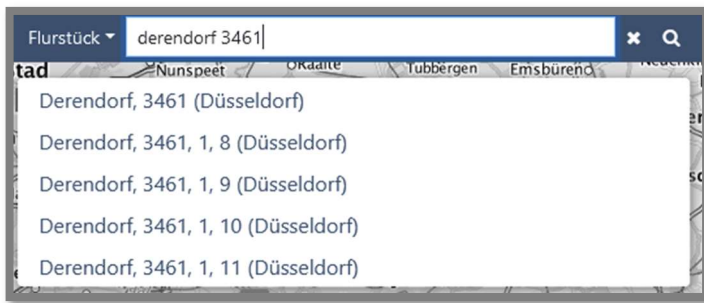 Flurstück derendorf 3461
tad Nunspeet Tubbergen Emsbüren
Derendorf, 3461 (Düsseldorf)
Derendorf, 3461, 1, 8 (Düsseldorf)
Derendorf, 3461, 1, 9 (Düsseldorf)
Derendorf, 3461, 1, 10 (Düsseldorf)
Derendorf, 3461, 1, 11 (Düsseldorf)